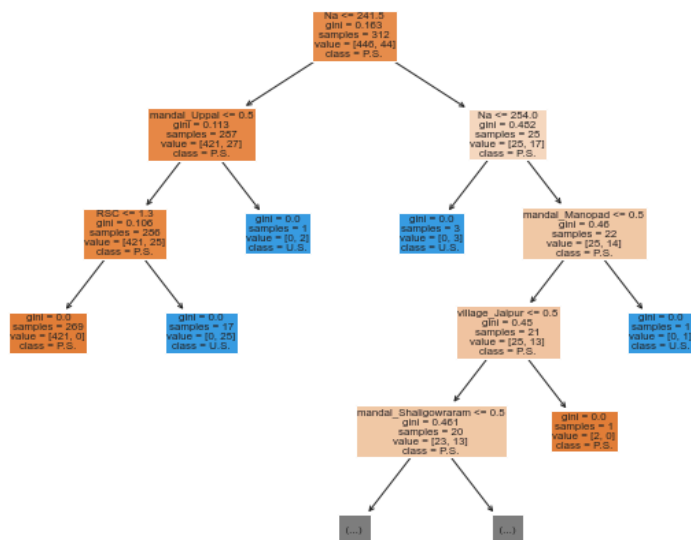 Na <= 241.5
gini = 0.163
samples = 312
value = [446, 44]
class = P.S.
mandal_Uppal <= 0.5
gini = 0.113
samples = 287
value = [421, 27]
class = P.S.
Na <= 254.0
gini = 0.482
samples = 25
value = [25, 17]
class = P.S.
RSC <= 1.3
gini = 0.106
samples = 286
value = [421, 25]
class = P.S.
gini = 0.0
samples = 1
value = [0, 2]
class = U.S.
gini = 0.0
samples = 3
value = [0, 3]
class = U.S.
mandal_Manopad <= 0.5
gini = 0.46
samples = 22
value = [25, 14]
class = P.S.
gini = 0.0
samples = 269
value = [421, 0]
class = P.S.
gini = 0.0
samples = 17
value = [0, 25]
class = U.S.
village_Jaipur <= 0.5
gini = 0.45
samples = 21
value = [25, 13]
class = P.S.
gini = 0.0
samples = 1
value = [0, 1]
class = U.S.
mandal_Shaligowraram <= 0.5
gini = 0.461
samples = 20
value = [23, 13]
class = P.S.
gini = 0.0
samples = 1
value = [2, 0]
class = P.S.
(...)
(...)